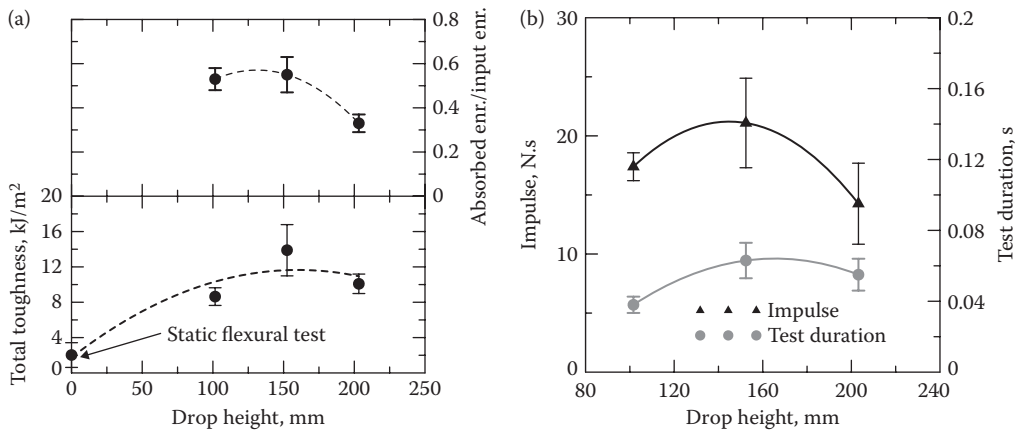 (a)
0.8
0.6
0.4
0.2
0
Absorbed enr./input enr.
20
16
12
8
4
0
Total toughness, kJ/m²
Static flexural test
0 50 100 150 200 250
Drop height, mm
(b)
30
20
10
0
Impulse, N.s
0.2
0.16
0.12
0.08
0.04
0
Test duration, s
Impulse
Test duration
80 120 160 200 240
Drop height, mm